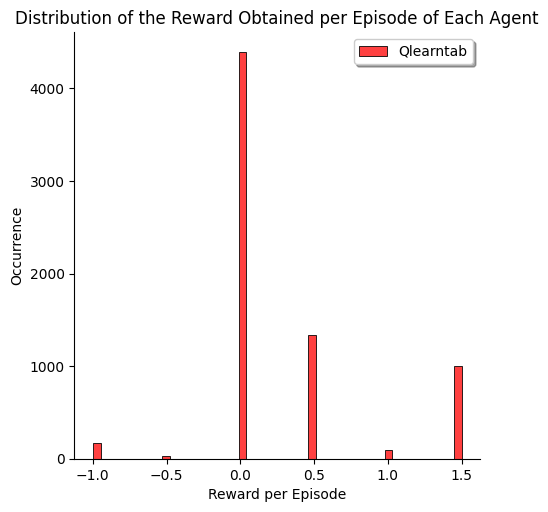 Distribution of the Reward Obtained per Episode of Each Agent
Qlearntab
4000
3000
2000
1000
0
Occurrence
−1.0 −0.5 0.0 0.5 1.0 1.5
Reward per Episode